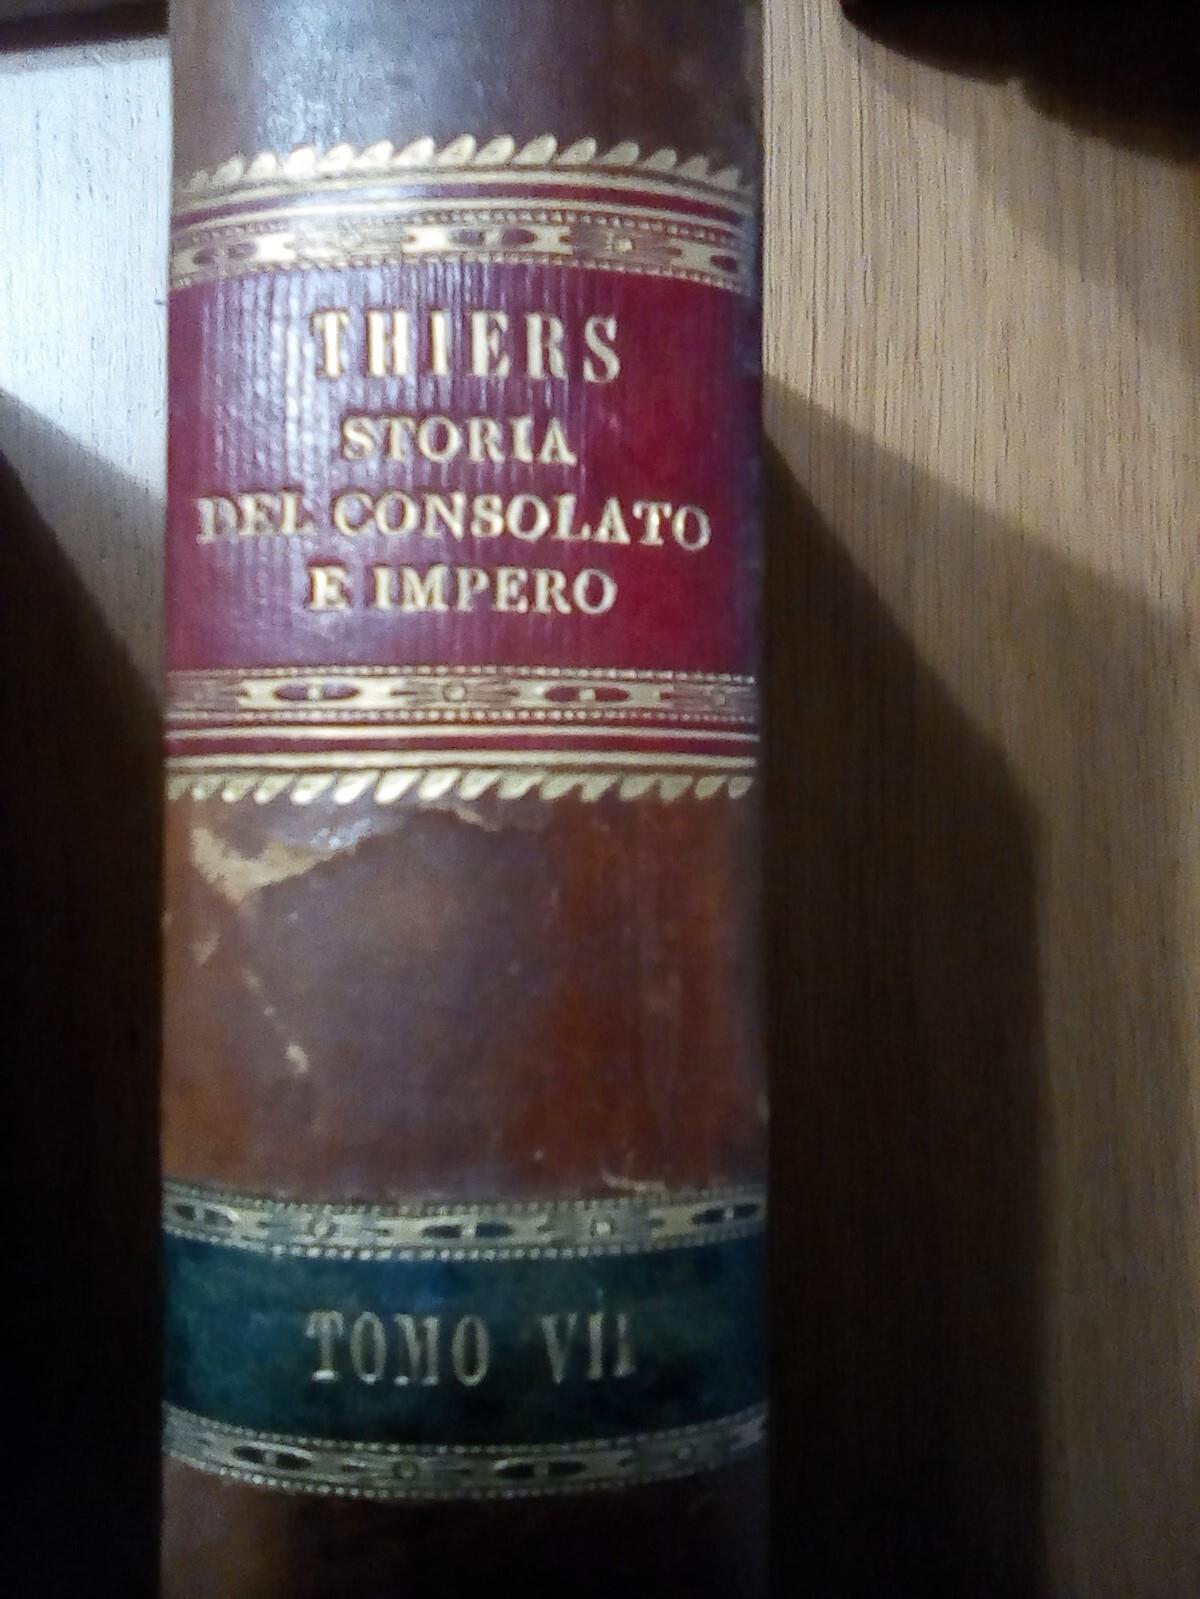 THIERS
STORIA
DEL CONSOLATO
E IMPERO
TOMO VII